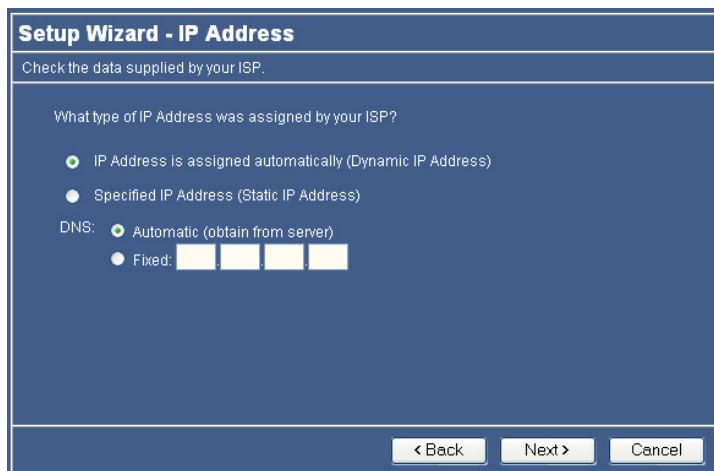 Setup Wizard - IP Address
Check the data supplied by your ISP.
What type of IP Address was assigned by your ISP?
IP Address is assigned automatically (Dynamic IP Address)
Specified IP Address (Static IP Address)
DNS: Automatic (obtain from server)
Fixed: . . .
< Back Next > Cancel